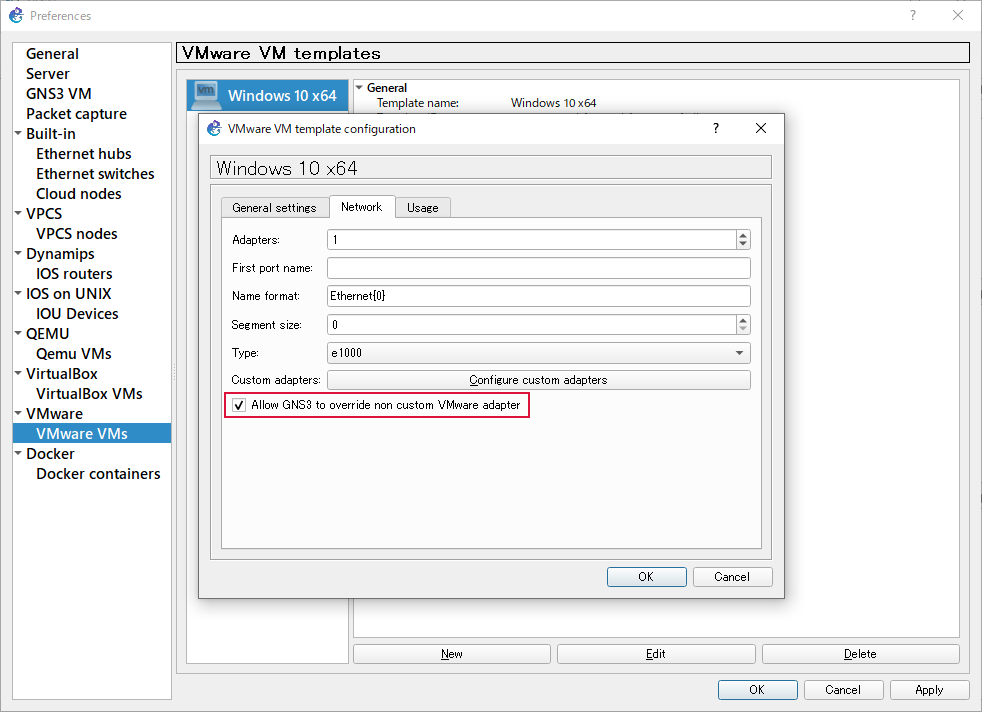 Preferences
?
General
Server
GNS3 VM
Packet capture
Built-in
Ethernet hubs
Ethernet switches
Cloud nodes
VPCS
VPCS nodes
Dynamips
IOS routers
IOS on UNIX
IOU Devices
QEMU
Qemu VMs
VirtualBox
VirtualBox VMs
VMware
VMware VMs
Docker
Docker containers
VMware VM templates
vm
Windows 10 x64
General
Template name: Windows 10 x64
VMware VM template configuration
?
Windows 10 x64
General settings Network Usage
Adapters: 1
First port name:
Name format: Ethernet{0}
Segment size: 0
Type: e1000
Custom adapters: Configure custom adapters
Allow GNS3 to override non custom VMware adapter
OK Cancel
New Edit Delete
OK Cancel Apply